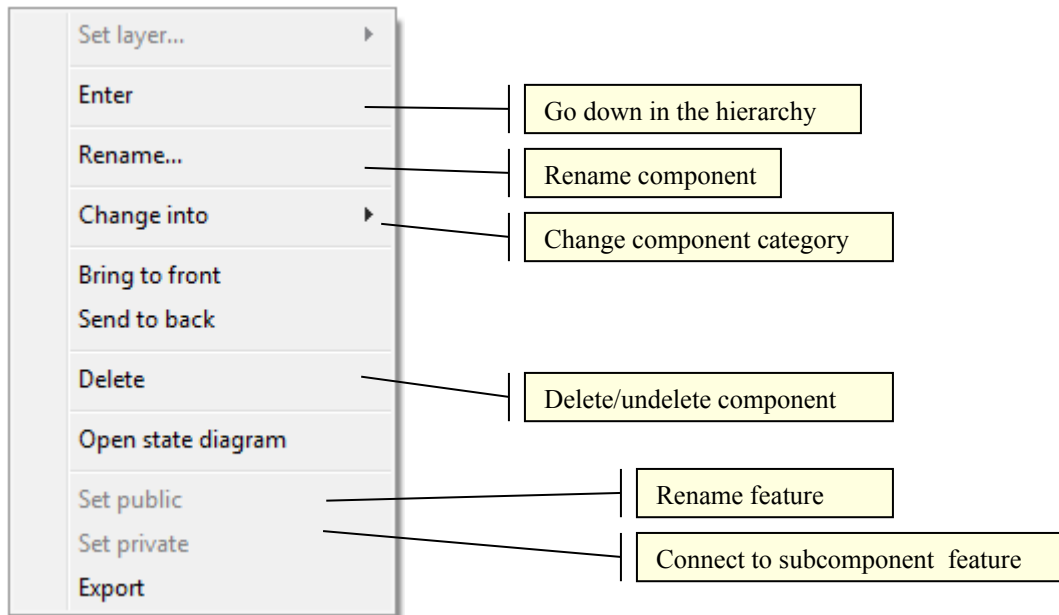 Set layer...
Enter
Go down in the hierarchy
Rename...
Rename component
Change into
Change component category
Bring to front
Send to back
Delete
Delete/undelete component
Open state diagram
Set public
Rename feature
Set private
Connect to subcomponent feature
Export